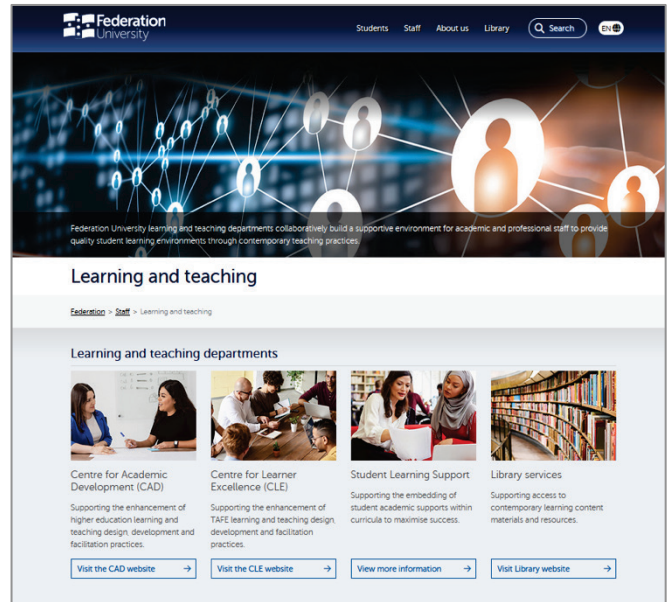 Federation
University
Students Staff About us Library Search EN
Federation University learning and teaching departments collaboratively build a supportive environment for academic and professional staff to provide
quality student learning environments through contemporary teaching practices.
Learning and teaching
Federation > Staff > Learning and teaching
Learning and teaching departments
Centre for Academic
Development (CAD)
Supporting the enhancement of
higher education learning and
teaching design, development and
facilitation practices.
Visit the CAD website
Centre for Learner
Excellence (CLE)
Supporting the enhancement of
TAFE learning and teaching design,
development and facilitation
practices.
Visit the CLE website
Student Learning Support
Supporting the embedding of
student academic supports within
curricula to maximise success.
View more information
Library services
Supporting access to
contemporary learning content
materials and resources.
Visit Library website